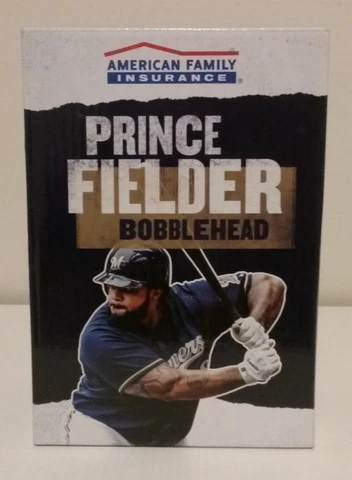 AMERICAN FAMILY
INSURANCE ®
PRINCE
FIELDER
BOBBLEHEAD
M